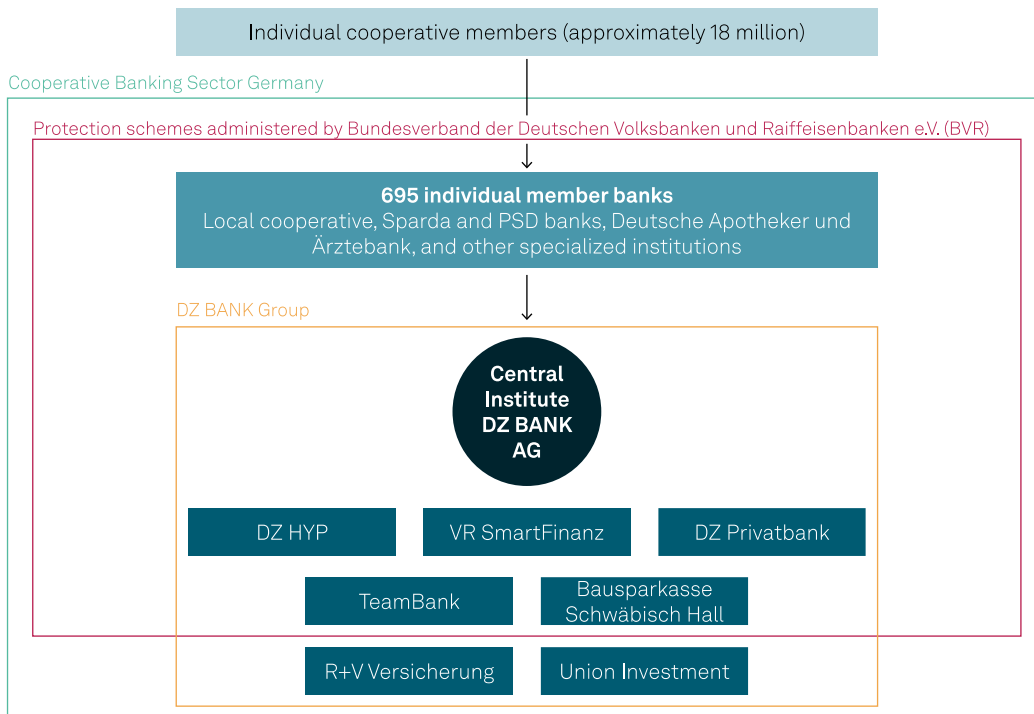 Individual cooperative members (approximately 18 million)
Cooperative Banking Sector Germany
Protection schemes administered by Bundesverband der Deutschen Volksbanken und Raiffeisenbanken e.V. (BVR)
695 individual member banks
Local cooperative, Sparda and PSD banks, Deutsche Apotheker und
Ärztebank, and other specialized institutions
DZ BANK Group
Central
Institute
DZ BANK
AG
DZ HYP
VR SmartFinanz
DZ Privatbank
TeamBank
Bausparkasse
Schwäbisch Hall
R+V Versicherung
Union Investment